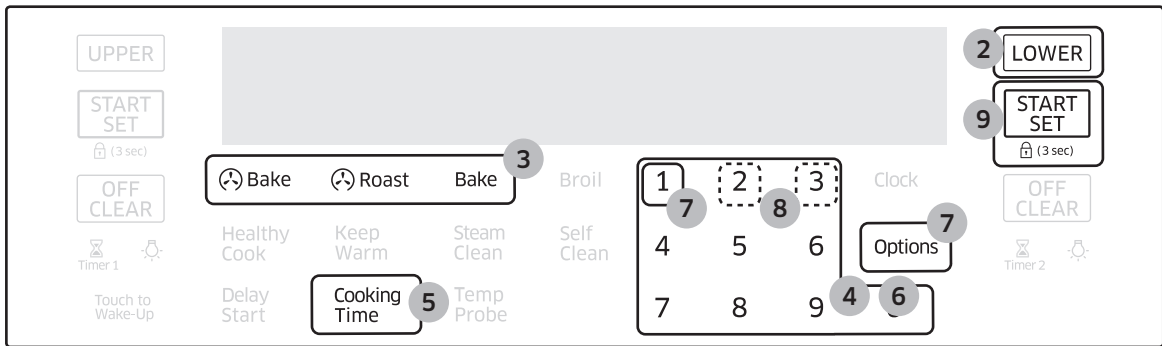 UPPER
2 LOWER
START
SET
(3 sec)
9 START
SET
(3 sec)
3
Bake Roast Bake Broil
1 2 3 Clock
7 8
OFF
CLEAR
OFF
CLEAR
Healthy
Cook
Keep
Warm
Steam
Clean
Self
Clean
4 5 6
7
Options
Timer 1
Timer 2
Touch to
Wake-Up
Delay
Start
Cooking
Time
5
Temp
Probe
7 8 9
4 6